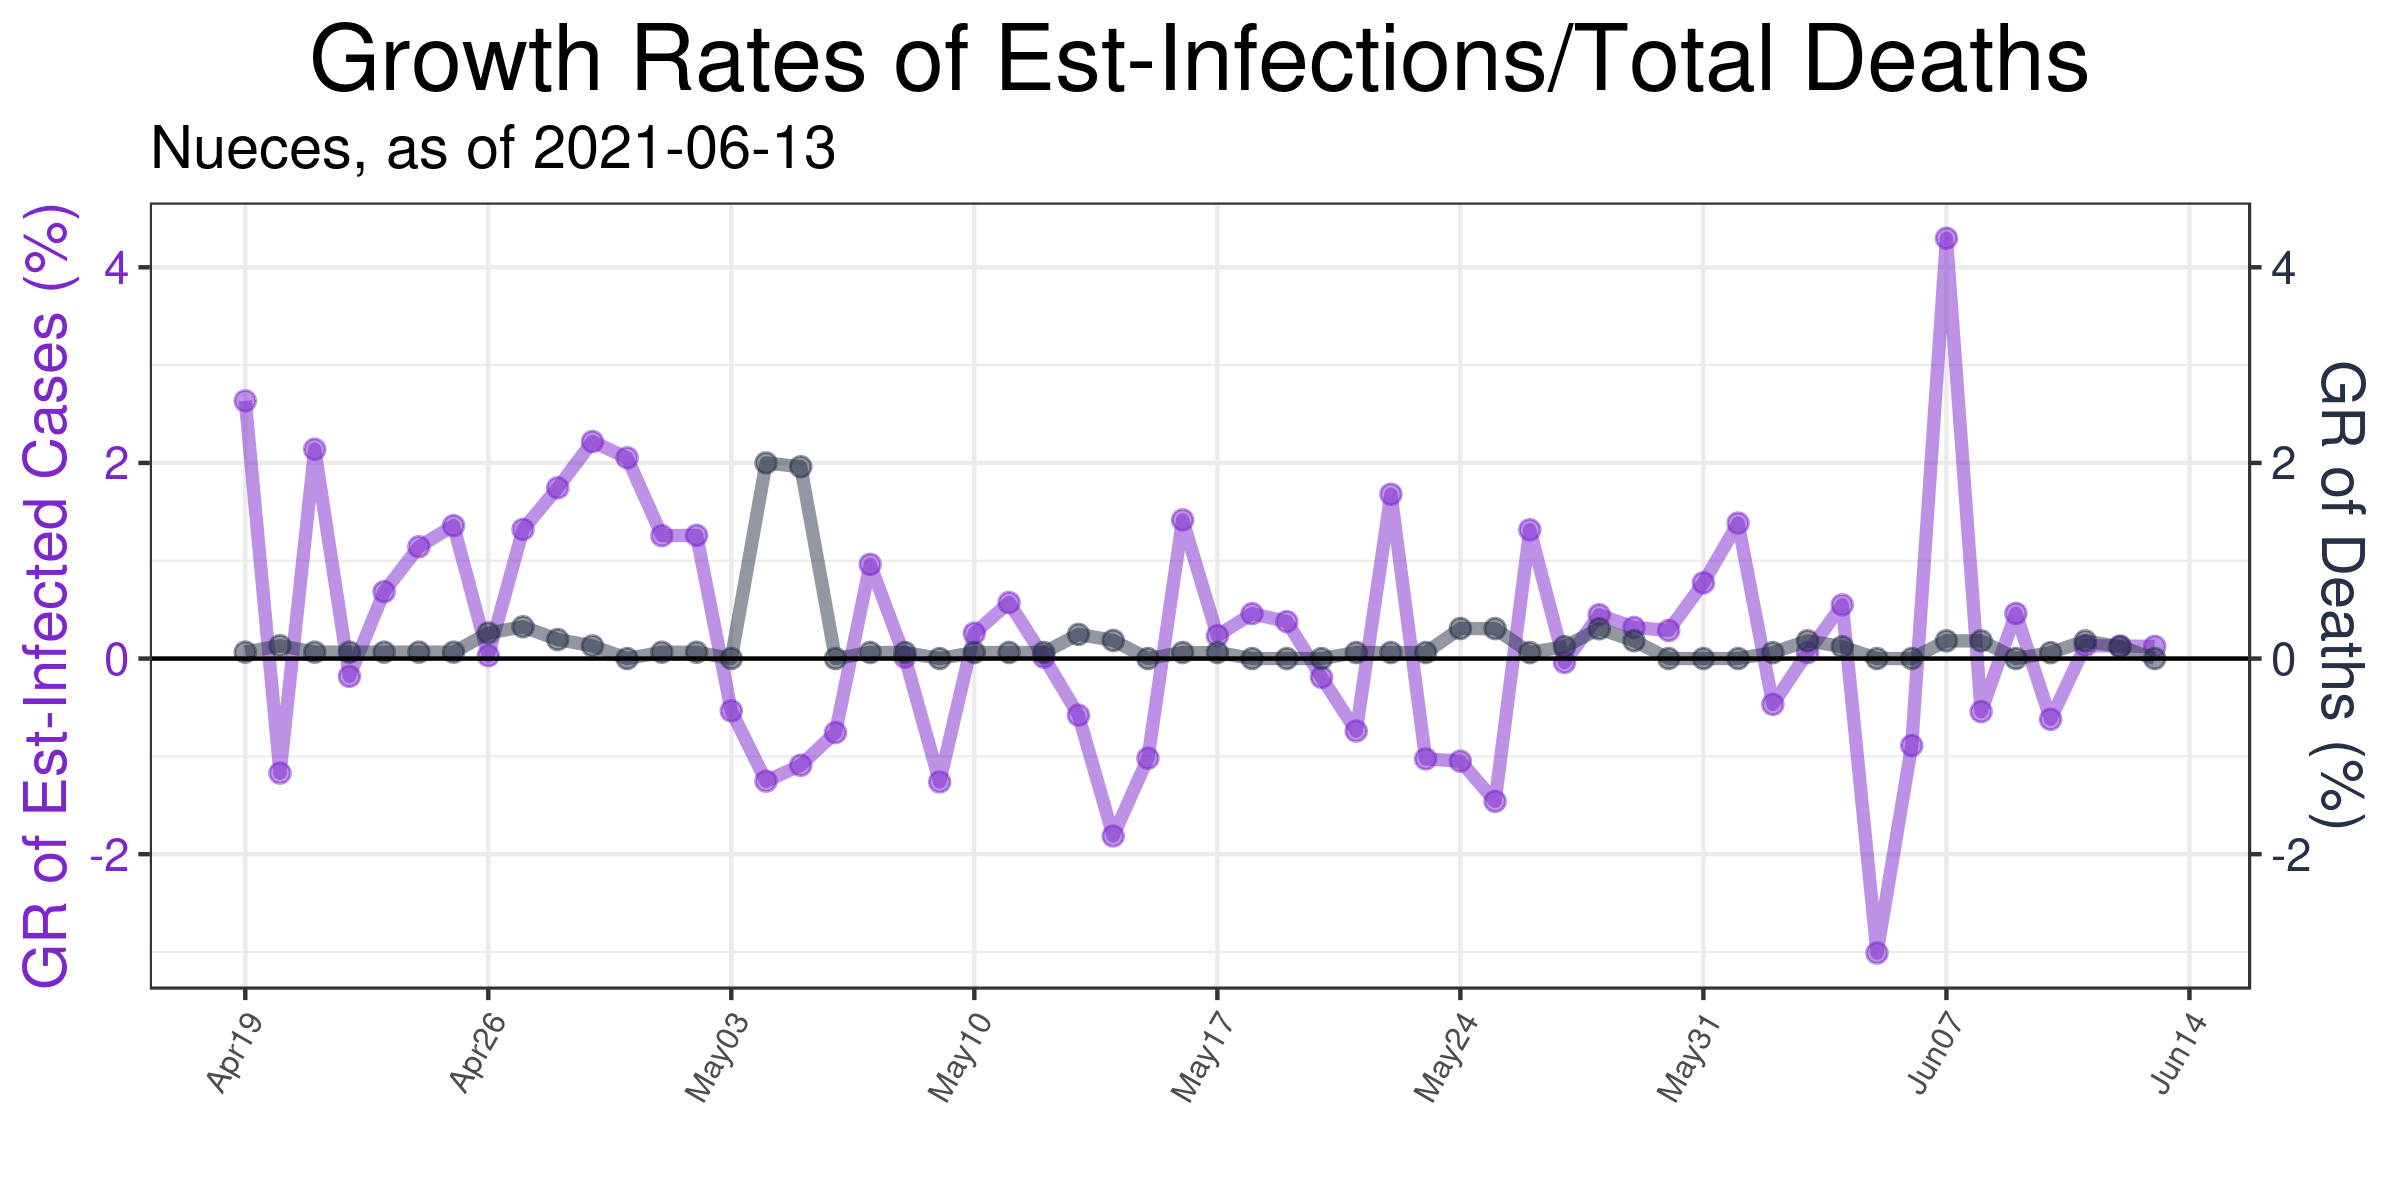 Growth Rates of Est-Infections/Total Deaths
Nueces, as of 2021-06-13
GR of Est-Infected Cases (%)
4
2
0
-2
4
2
0
-2
GR of Deaths (%)
Apr19
Apr26
May03
May10
May17
May24
May31
Jun07
Jun14